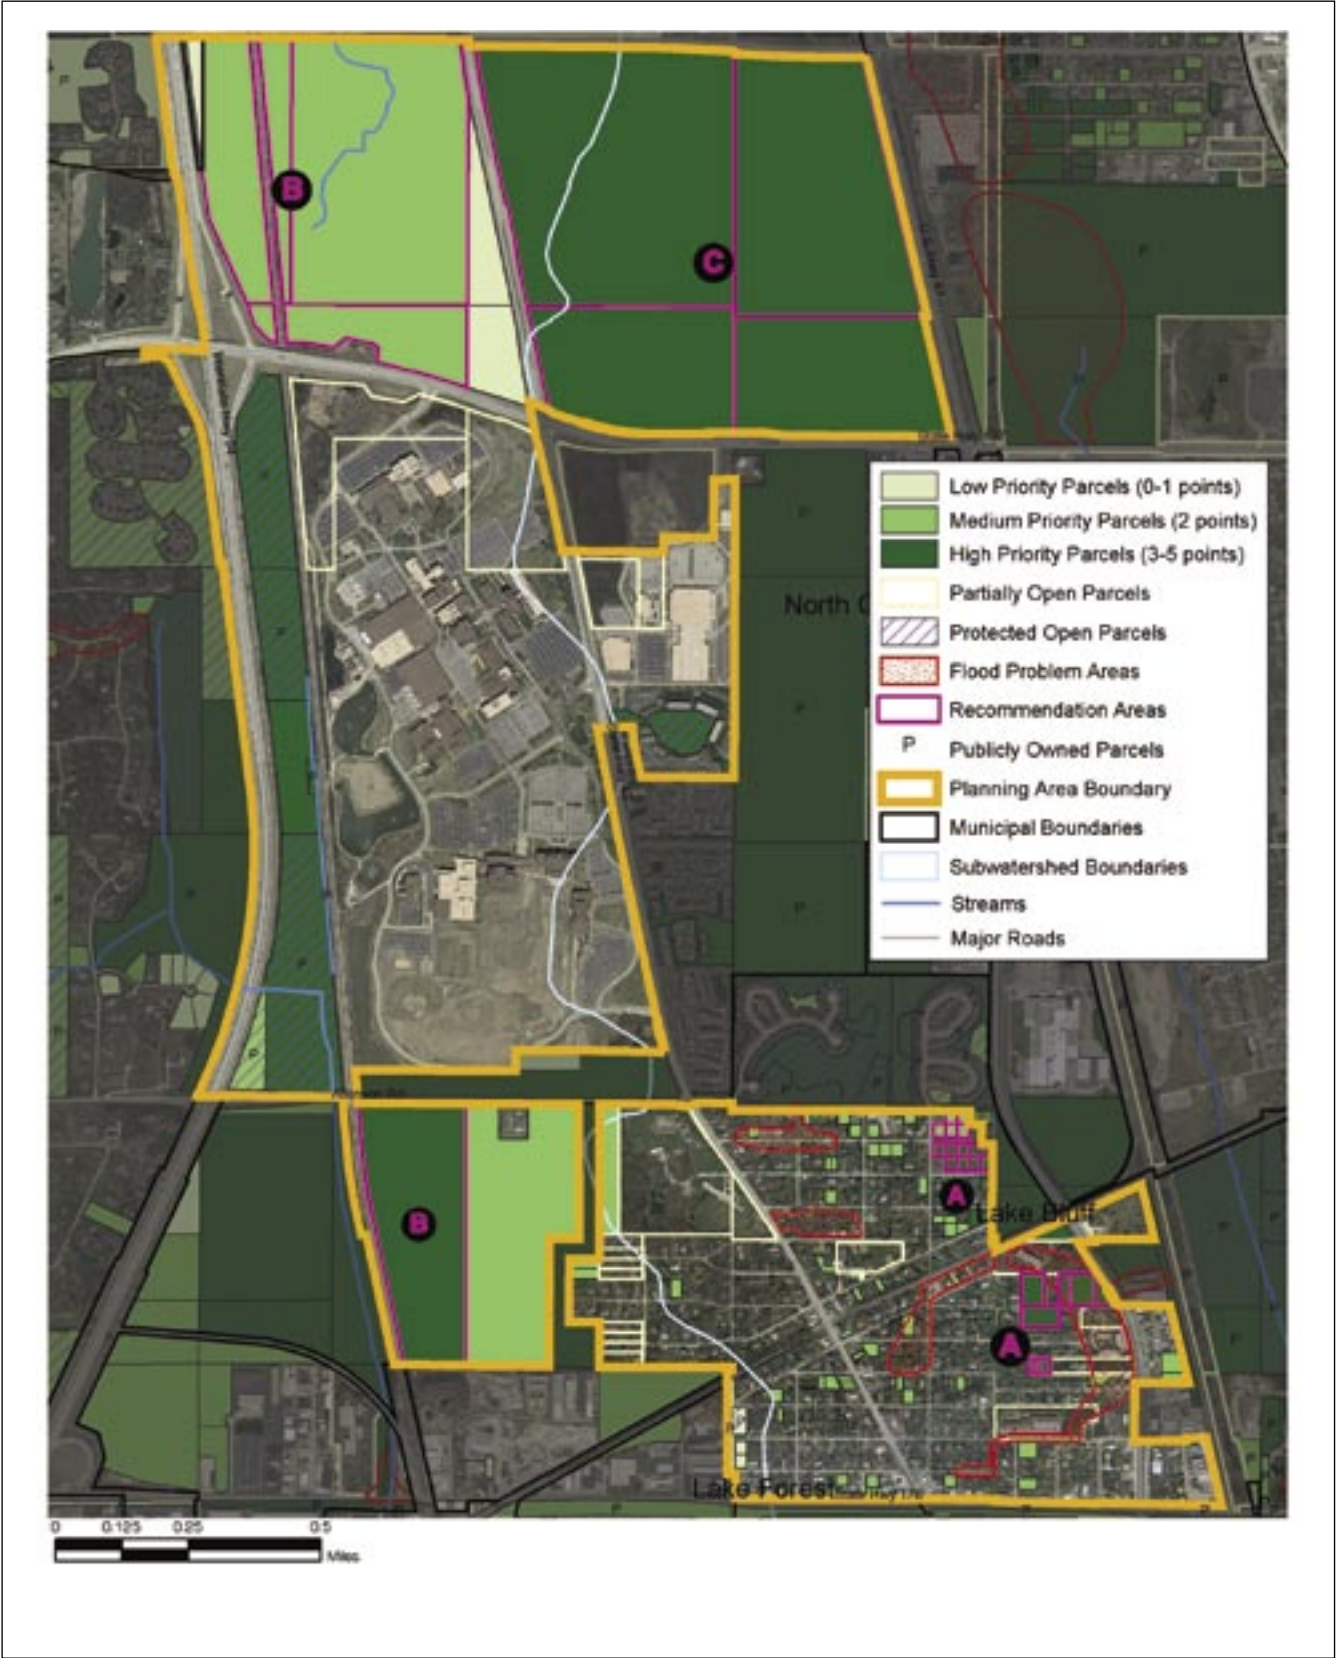 B
C
Low Priority Parcels (0-1 points)
Medium Priority Parcels (2 points)
High Priority Parcels (3-5 points)
North C
Partially Open Parcels
Protected Open Parcels
Flood Problem Areas
Recommendation Areas
P Publicly Owned Parcels
Planning Area Boundary
Municipal Boundaries
Subwatershed Boundaries
Streams
Major Roads
A
Lake Bluff
B
A
Lake Forest
0 0.125 0.25 0.5
Miles